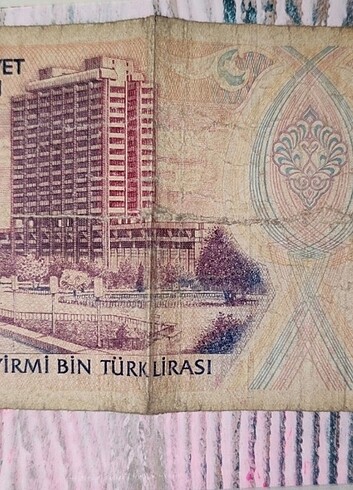 YET
YİRMİ BİN TÜRK LİRASI